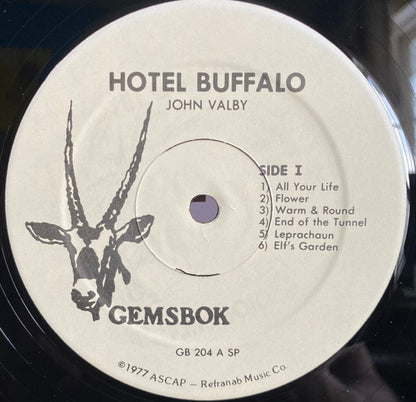 HOTEL BUFFALO
JOHN VALBY
SIDE I
1) All Your Life
2) Flower
3) Warm & Round
4) End of the Tunnel
5) Leprachaun
6) Elf's Garden
GEMSBOK
GB 204 A SP
©1977 ASCAP – Refranab Music Co.